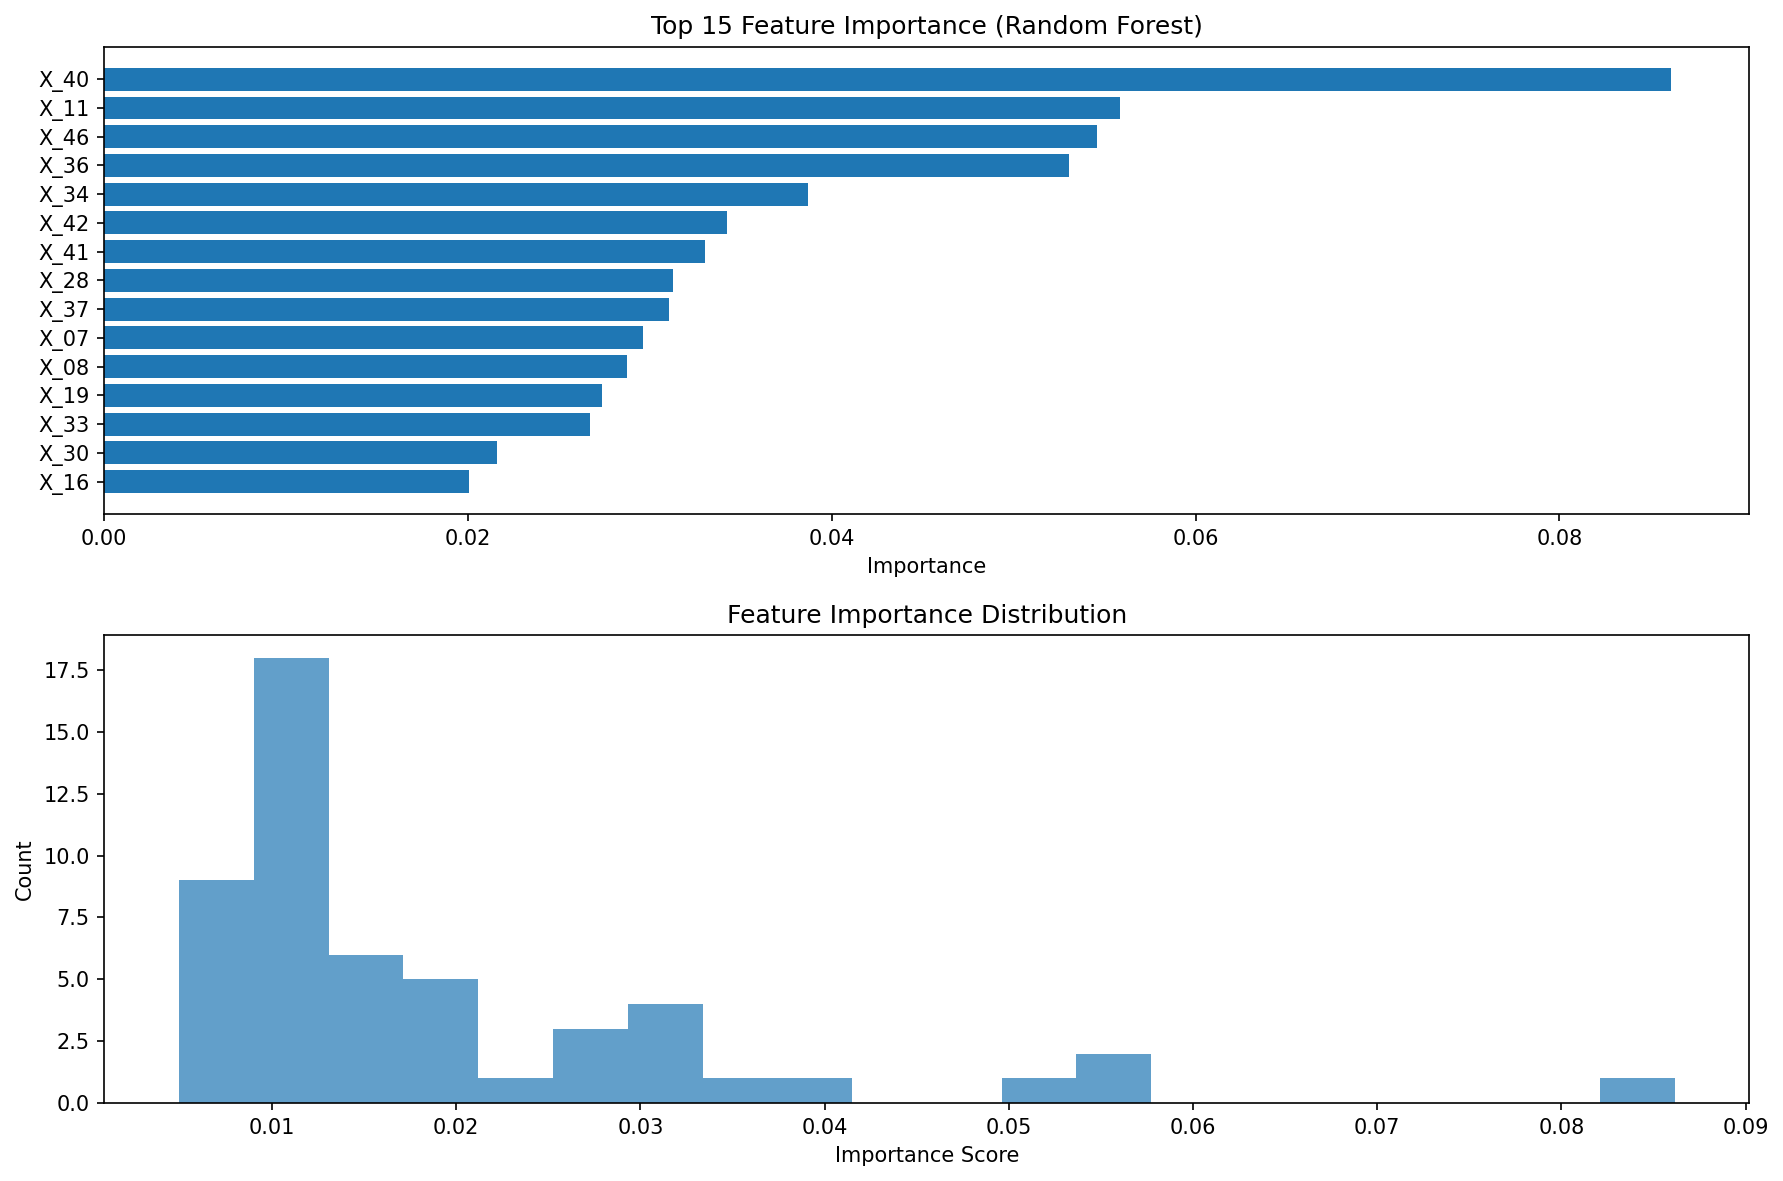 Top 15 Feature Importance (Random Forest)
X_40
X_11
X_46
X_36
X_34
X_42
X_41
X_28
X_37
X_07
X_08
X_19
X_33
X_30
X_16
0.00 0.02 0.04 0.06 0.08
Importance
Feature Importance Distribution
Count
17.5
15.0
12.5
10.0
7.5
5.0
2.5
0.0
0.01 0.02 0.03 0.04 0.05 0.06 0.07 0.08 0.09
Importance Score